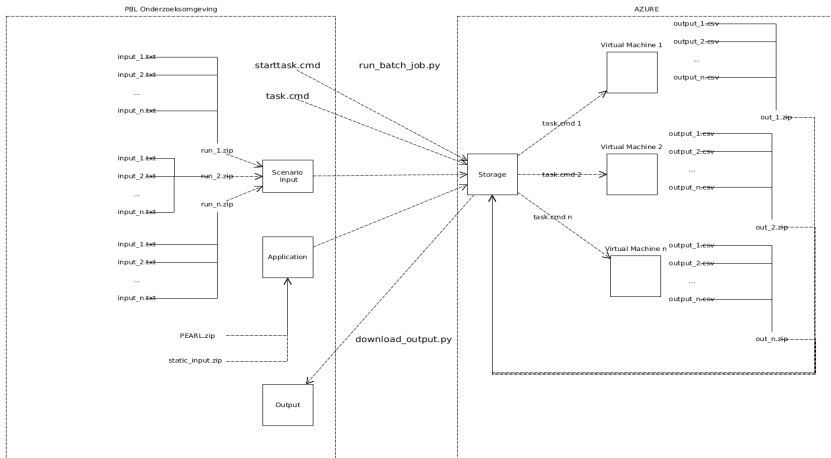 PBL Onderzoeksomgeving
AZURE
input_1.txt
input_2.txt
...
input_n.txt
run_1.zip
input_1.txt
input_2.txt
...
input_n.txt
run_2.zip
run_n.zip
input_1.txt
input_2.txt
...
input_n.txt
Scenario
Input
Application
PEARL.zip
static_input.zip
Output
starttask.cmd
task.cmd
run_batch_job.py
download_output.py
Storage
task.cmd 1
task.cmd 2
task.cmd n
Virtual Machine 1
output_1.csv
output_2.csv
...
output_n.csv
out_1.zip
Virtual Machine 2
output_1.csv
output_2.csv
...
output_n.csv
out_2.zip
Virtual Machine n
output_1.csv
output_2.csv
...
output_n.csv
out_n.zip